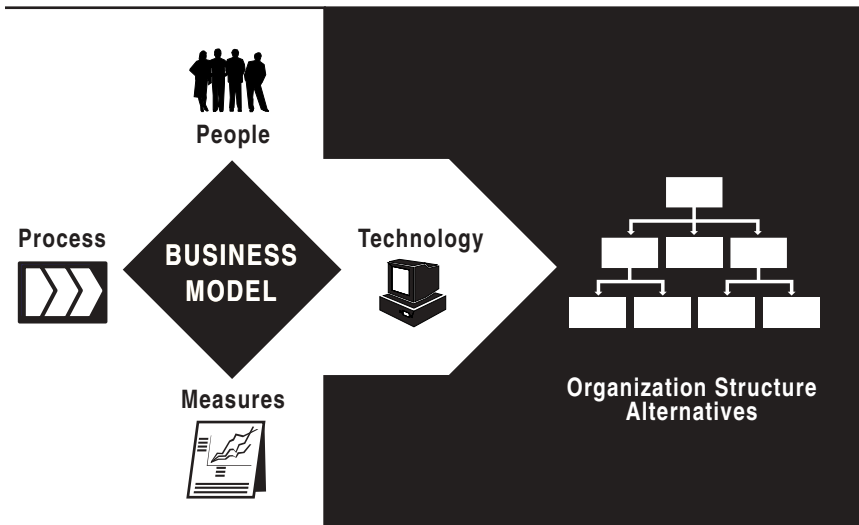 People
Process
BUSINESS
MODEL
Technology
Measures
Organization Structure
Alternatives